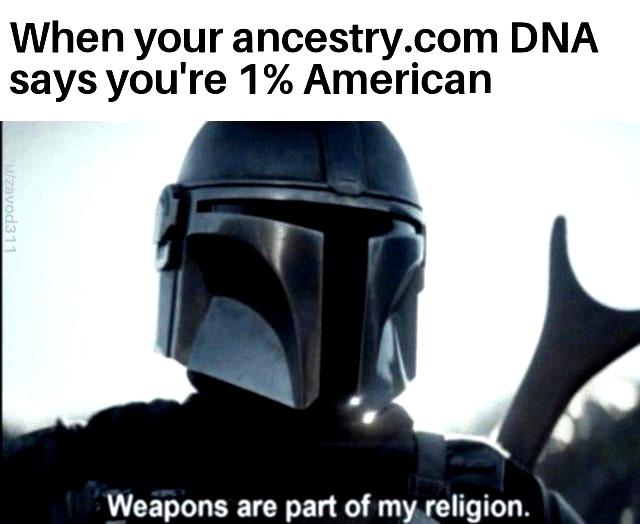 When your ancestry.com DNA
says you're 1% American
u/zavod311
Weapons are part of my religion.